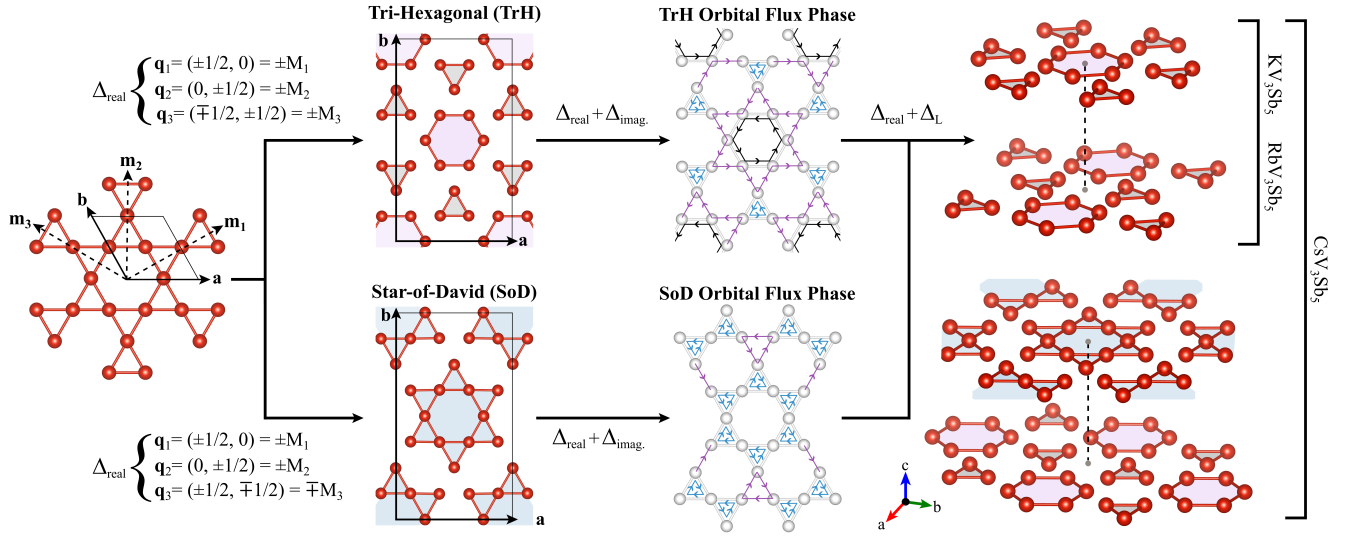 Tri-Hexagonal (TrH)
TrH Orbital Flux Phase
Δreal { q1= (±1/2, 0) = ±M1
q2= (0, ±1/2) = ±M2
q3= (∓1/2, ±1/2) = ±M3
b
a
Δreal + Δimag.
Δreal + ΔL
KV3Sb5
RbV3Sb5
CsV3Sb5
m2
m3
m1
b
a
Star-of-David (SoD)
SoD Orbital Flux Phase
b
a
Δreal + Δimag.
Δreal { q1= (±1/2, 0) = ±M1
q2= (0, ±1/2) = ±M2
q3= (±1/2, ∓1/2) = ∓M3
c
b
a